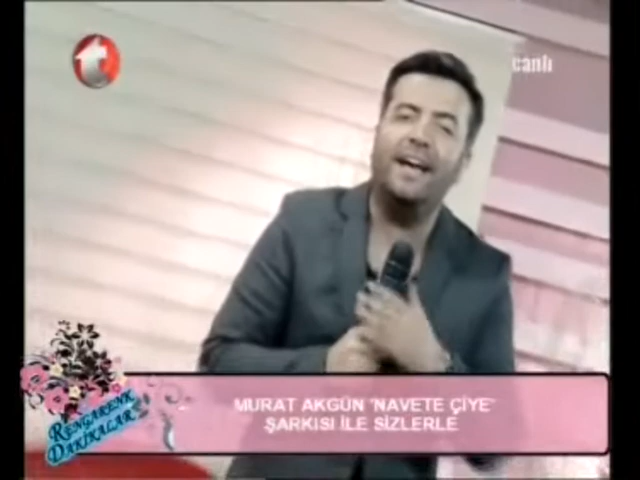 t
canlı
MURAT AKGÜN 'NAVETE ÇİYE'
ŞARKISI İLE SİZLERLE
RENGARENK
DAKİKALAR